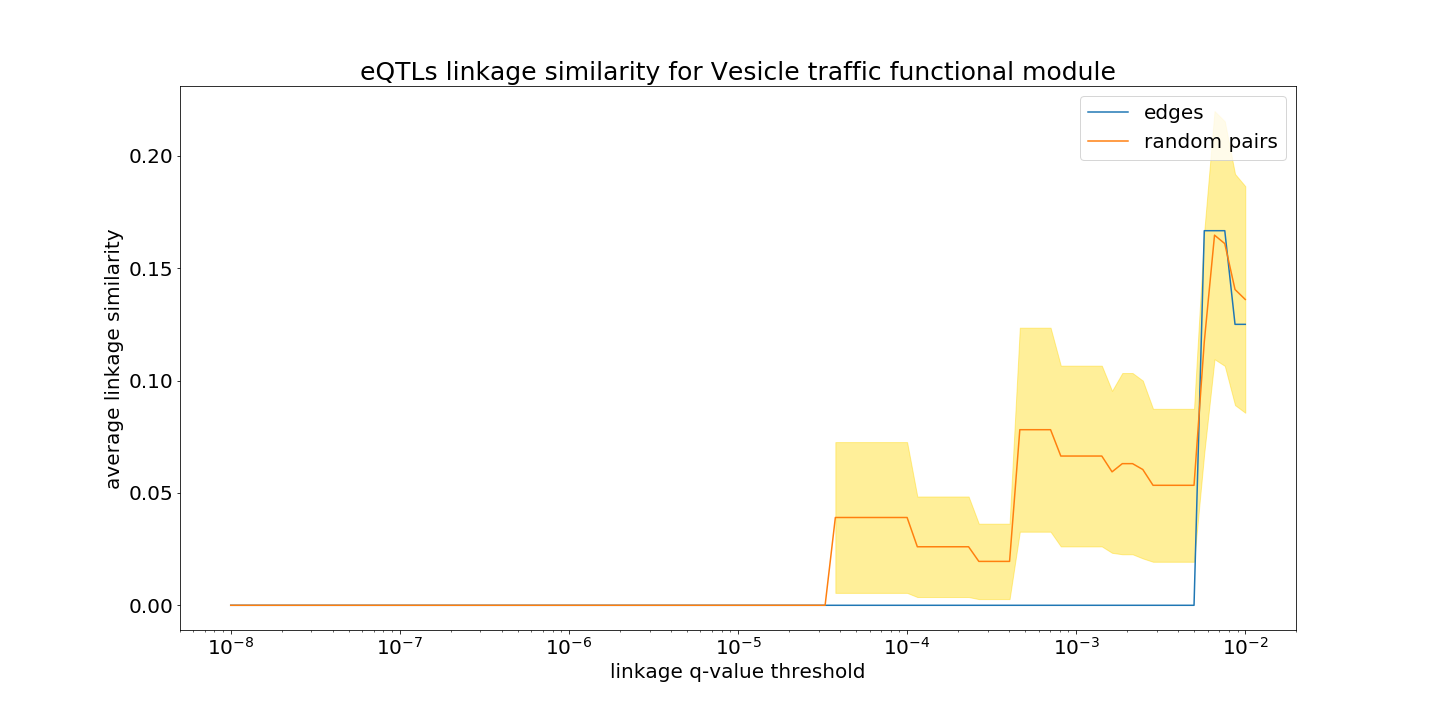 eQTLs linkage similarity for Vesicle traffic functional module
edges
random pairs
average linkage similarity
0.20
0.15
0.10
0.05
0.00
10⁻⁸ 10⁻⁷ 10⁻⁶ 10⁻⁵ 10⁻⁴ 10⁻³ 10⁻²
linkage q-value threshold